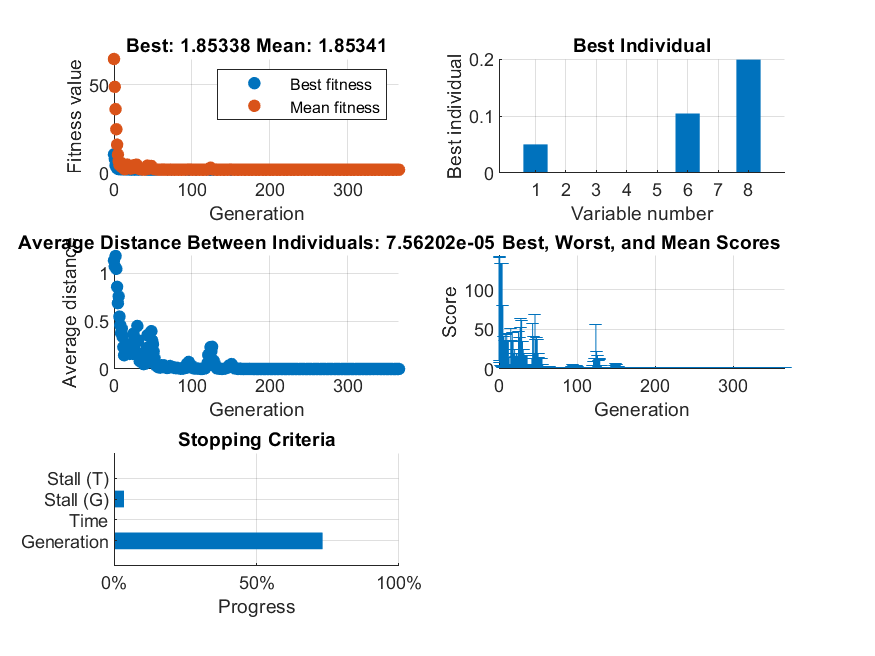 Best: 1.85338 Mean: 1.85341
Fitness value
50
0
Best fitness
Mean fitness
0 100 200 300
Generation
Best Individual
Best individual
0.2
0.1
0
1 2 3 4 5 6 7 8
Variable number
Average Distance Between Individuals: 7.56202e-05
Average distance
1
0.5
0
0 100 200 300
Generation
Best, Worst, and Mean Scores
Score
100
50
0
0 100 200 300
Generation
Stopping Criteria
Stall (T)
Stall (G)
Time
Generation
0% 50% 100%
Progress